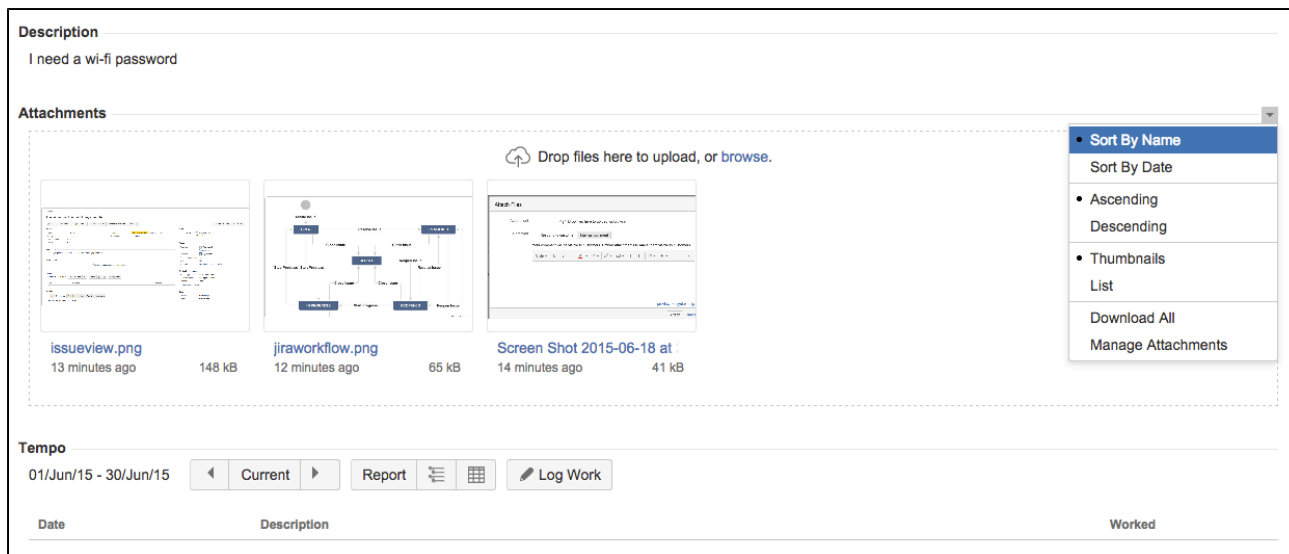 Description
I need a wi-fi password
Attachments
Drop files here to upload, or browse.
Sort By Name
Sort By Date
Ascending
Descending
Thumbnails
List
Download All
Manage Attachments
issueview.png
13 minutes ago 148 kB
jiraworkflow.png
12 minutes ago 65 kB
Screen Shot 2015-06-18 at
14 minutes ago 41 kB
Tempo
01/Jun/15 - 30/Jun/15 Current Report Log Work
Date Description Worked